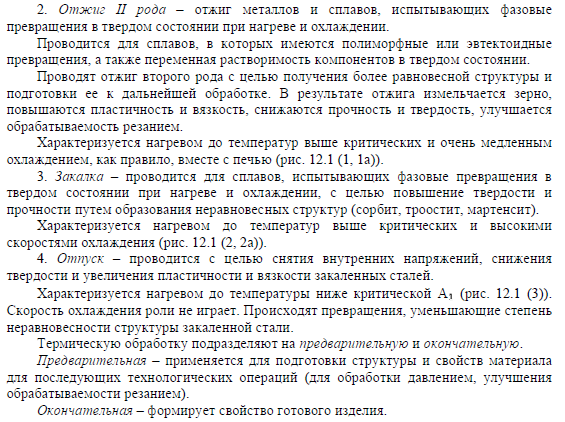 2. Отжиг II рода – отжиг металлов и сплавов, испытывающих фазовые
превращения в твердом состоянии при нагреве и охлаждении.
Проводится для сплавов, в которых имеются полиморфные или эвтектоидные
превращения, а также переменная растворимость компонентов в твердом состоянии.
Проводят отжиг второго рода с целью получения более равновесной структуры и
подготовки ее к дальнейшей обработке. В результате отжига измельчается зерно,
повышаются пластичность и вязкость, снижаются прочность и твердость, улучшается
обрабатываемость резанием.
Характеризуется нагревом до температур выше критических и очень медленным
охлаждением, как правило, вместе с печью (рис. 12.1 (1, 1а)).
3. Закалка – проводится для сплавов, испытывающих фазовые превращения в
твердом состоянии при нагреве и охлаждении, с целью повышение твердости и
прочности путем образования неравновесных структур (сорбит, троостит, мартенсит).
Характеризуется нагревом до температур выше критических и высокими
скоростями охлаждения (рис. 12.1 (2, 2а)).
4. Отпуск – проводится с целью снятия внутренних напряжений, снижения
твердости и увеличения пластичности и вязкости закаленных сталей.
Характеризуется нагревом до температуры ниже критической А₁ (рис. 12.1 (3)).
Скорость охлаждения роли не играет. Происходят превращения, уменьшающие степень
неравновесности структуры закаленной стали.
Термическую обработку подразделяют на предварительную и окончательную.
Предварительная – применяется для подготовки структуры и свойств материала
для последующих технологических операций (для обработки давлением, улучшения
обрабатываемости резанием).
Окончательная – формирует свойство готового изделия.